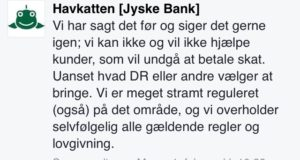 Havkatten [Jyske Bank]
Vi har sagt det før og siger det gerne
igen; vi kan ikke og vil ikke hjælpe
kunder, som vil undgå at betale skat.
Uanset hvad DR eller andre vælger at
bringe. Vi er meget stramt reguleret
(også) på det område, og vi overholder
selvfølgelig alle gældende regler og
lovgivning.